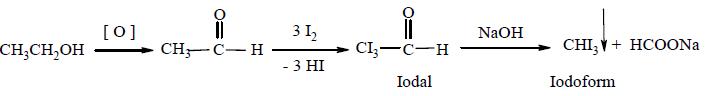 CH₃CH₂OH [ O ] CH₃ — C — H 3 I₂ - 3 HI CI₃ — C — H NaOH CHI₃ ↓ + HCOONa
O O
Iodal Iodoform